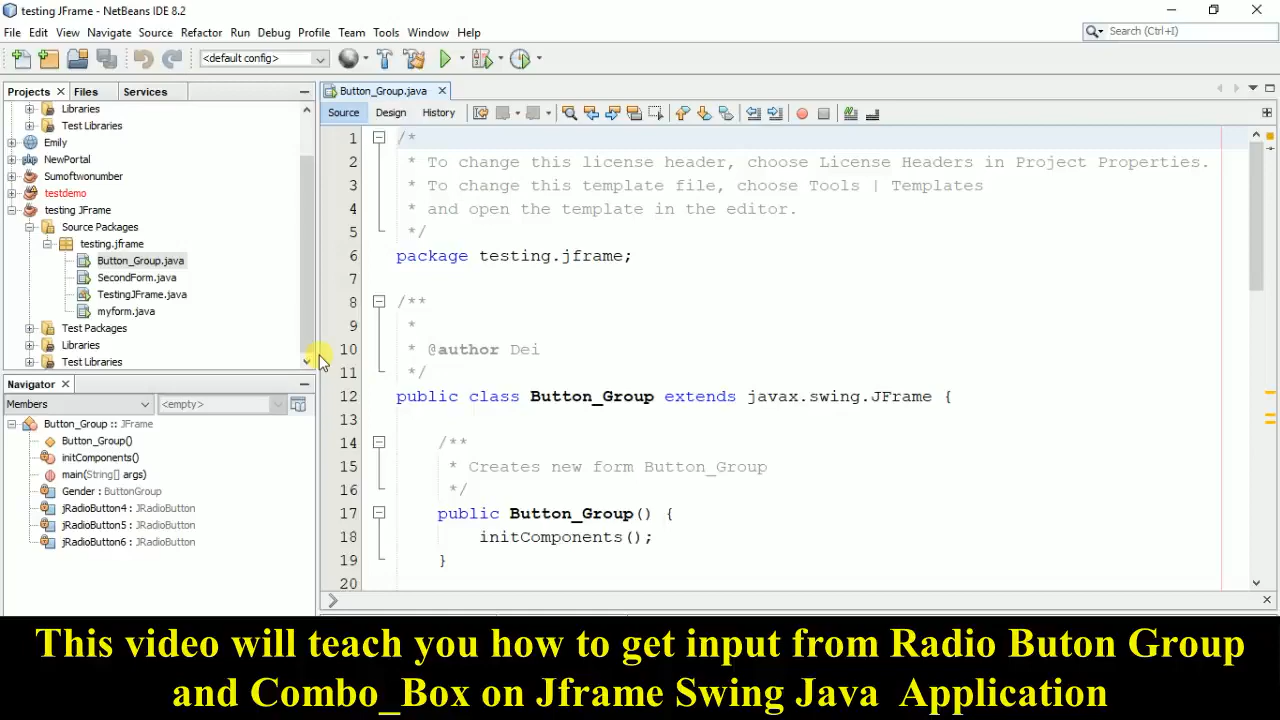 testing JFrame - NetBeans IDE 8.2
File Edit View Navigate Source Refactor Run Debug Profile Team Tools Window Help
Search (Ctrl+I)
<default config>
Projects Files Services
Libraries
Test Libraries
Emily
NewPortal
Sumoftwonumber
testdemo
testing JFrame
Source Packages
testing.jframe
Button_Group.java
SecondForm.java
TestingJFrame.java
myform.java
Test Packages
Libraries
Test Libraries
Navigator
Members
<empty>
Button_Group :: JFrame
Button_Group()
initComponents()
main(String[] args)
Gender : ButtonGroup
jRadioButton4 : JRadioButton
jRadioButton5 : JRadioButton
jRadioButton6 : JRadioButton
Button_Group.java
Source Design History
1 /*
2 * To change this license header, choose License Headers in Project Properties.
3 * To change this template file, choose Tools | Templates
4 * and open the template in the editor.
5 */
6 package testing.jframe;
7
8 /**
9 *
10 * @author Dei
11 */
12 public class Button_Group extends javax.swing.JFrame {
13
14 /**
15 * Creates new form Button_Group
16 */
17 public Button_Group() {
18 initComponents();
19 }
20
This video will teach you how to get input from Radio Buton Group
and Combo_Box on Jframe Swing Java Application